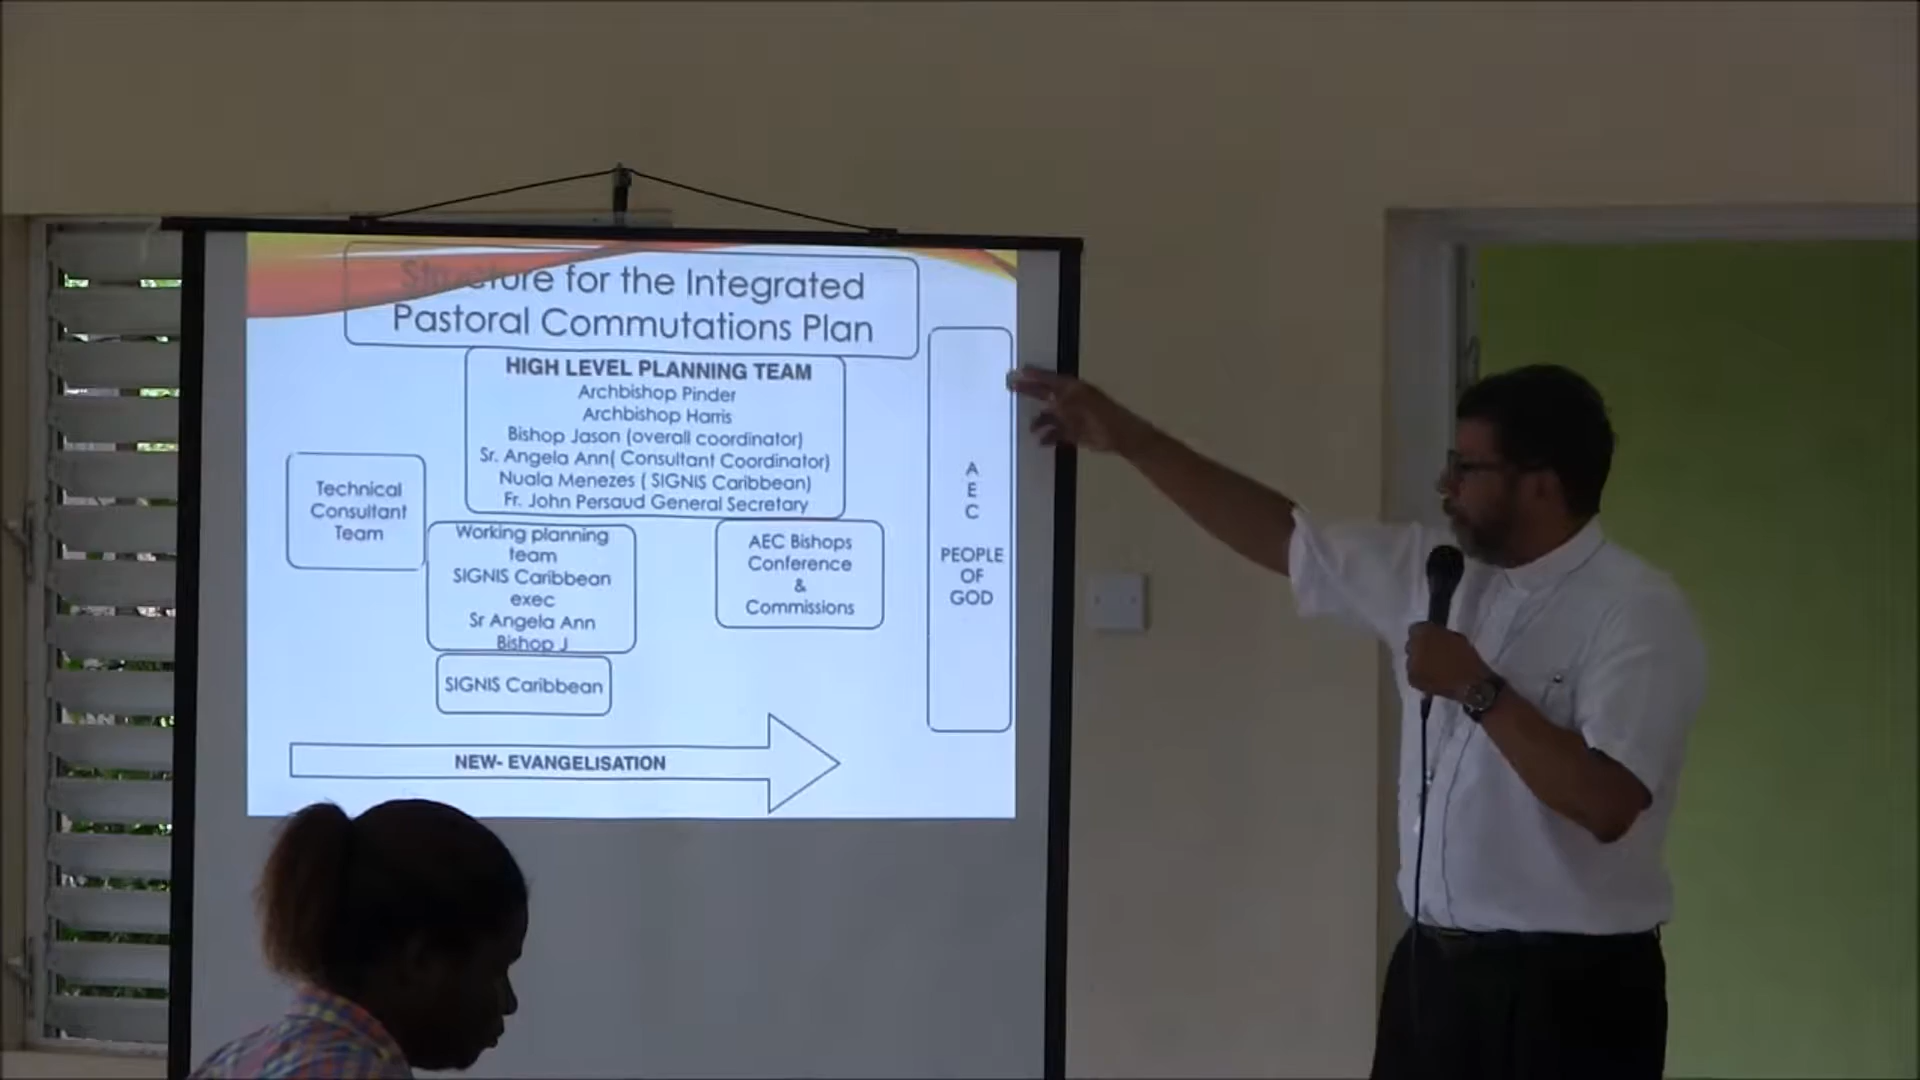 Structure for the Integrated
Pastoral Commutations Plan
HIGH LEVEL PLANNING TEAM
Archbishop Pinder
Archbishop Harris
Bishop Jason (overall coordinator)
Sr. Angela Ann( Consultant Coordinator)
Nuala Menezes ( SIGNIS Caribbean)
Fr. John Persaud General Secretary
Technical
Consultant
Team
Working planning
team
SIGNIS Caribbean
exec
Sr Angela Ann
Bishop J
SIGNIS Caribbean
AEC Bishops
Conference
&
Commissions
A
E
C
PEOPLE
OF
GOD
NEW- EVANGELISATION